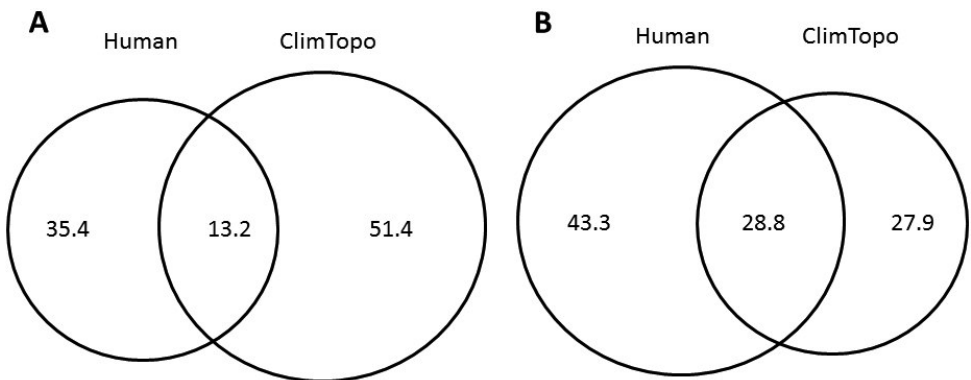 A
Human ClimTopo
35.4 13.2 51.4
B
Human ClimTopo
43.3 28.8 27.9